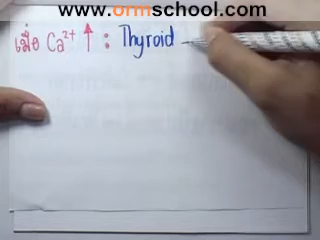 www.ormschool.com
เมื่อ Ca²⁺ ↑ : Thyroid